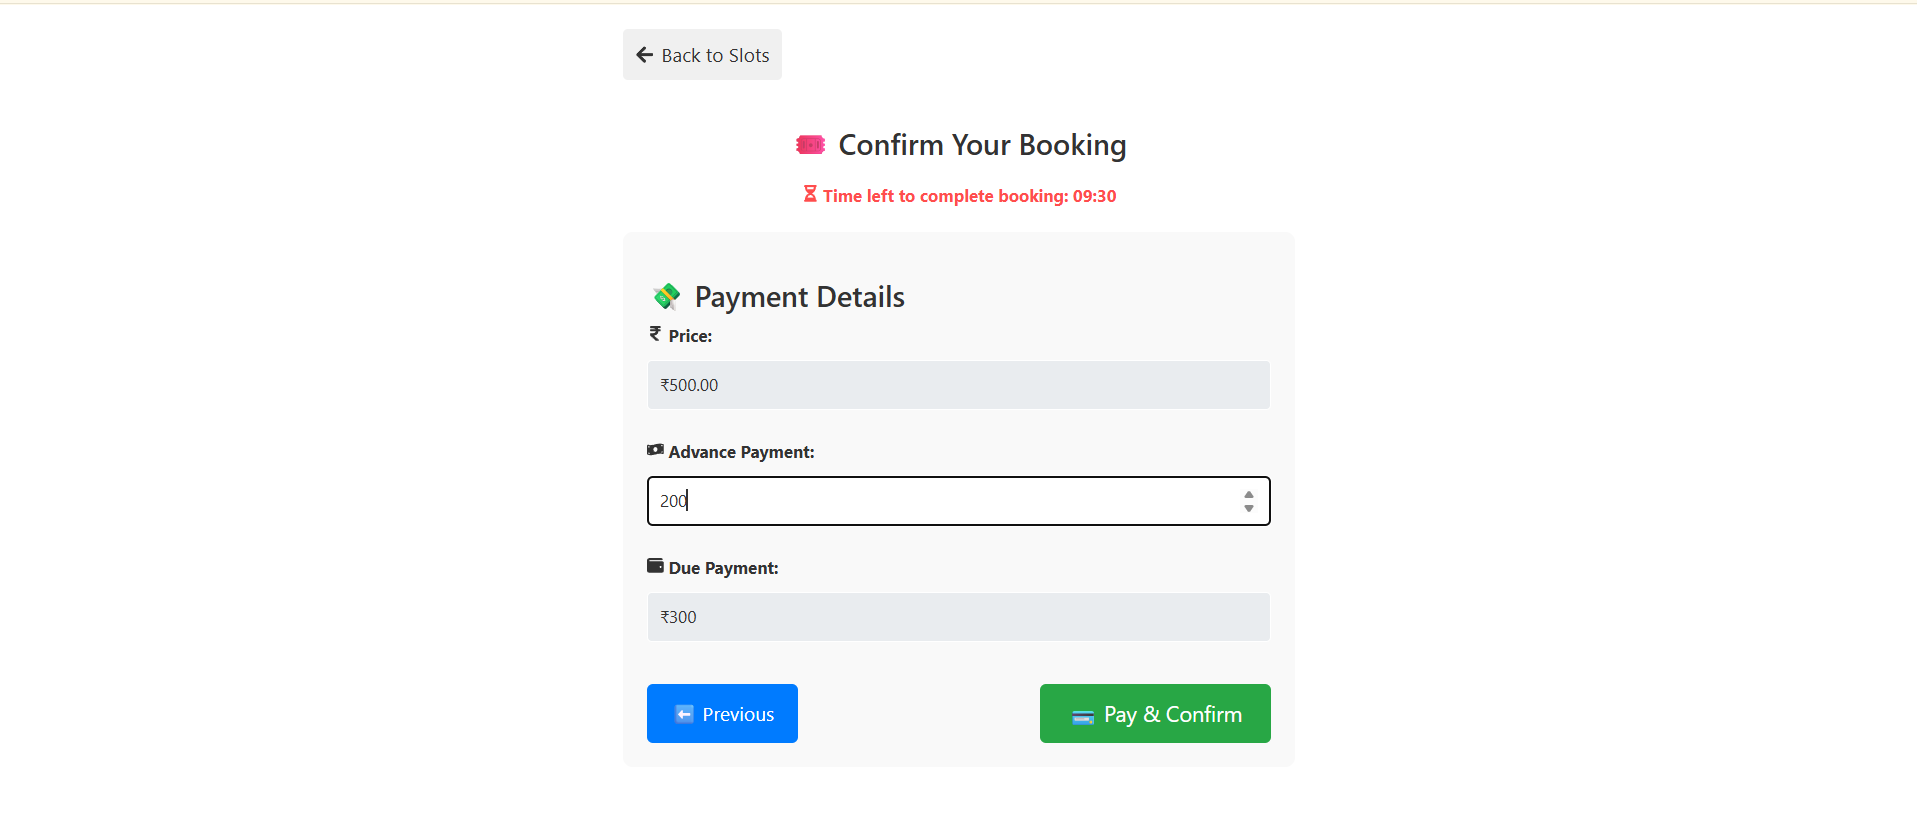 Back to Slots
Confirm Your Booking
Time left to complete booking: 09:30
Payment Details
₹ Price:
₹500.00
Advance Payment:
200
Due Payment:
₹300
Previous
Pay & Confirm